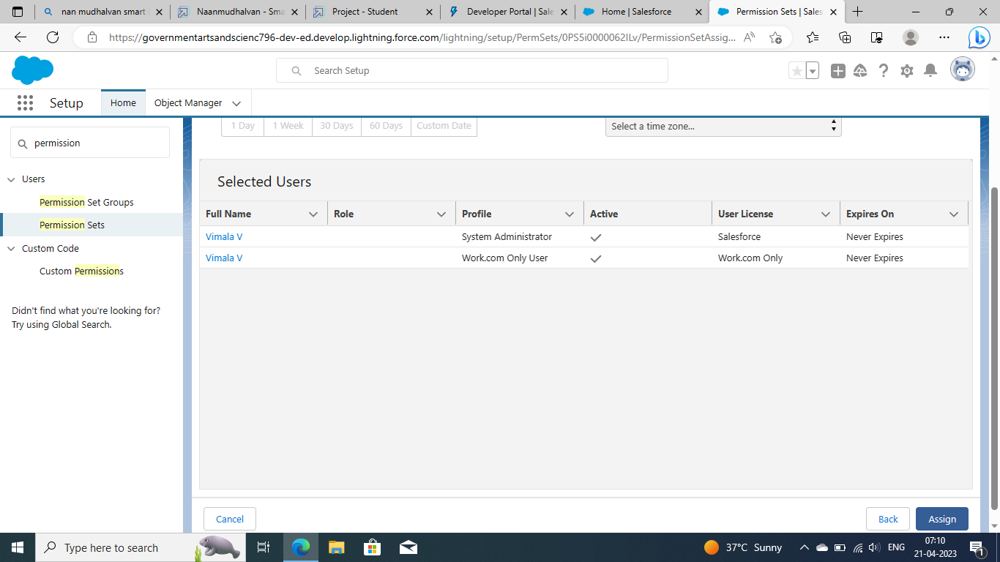 nan mudhalvan smart
Naanmudhalvan - Sma
Project - Student
Developer Portal | Sale
Home | Salesforce
Permission Sets | Sales
https://governmentartsandscienc796-dev-ed.develop.lightning.force.com/lightning/setup/PermSets/0PS5i0000062ILv/PermissionSetAssig...
Search Setup
Setup
Home
Object Manager
permission
Users
Permission Set Groups
Permission Sets
Custom Code
Custom Permissions
Didn't find what you're looking for?
Try using Global Search.
1 Day 1 Week 30 Days 60 Days Custom Date
Select a time zone...
Selected Users
Full Name Role Profile Active User License Expires On
Vimala V System Administrator Salesforce Never Expires
Vimala V Work.com Only User Work.com Only Never Expires
Cancel
Back
Assign
Type here to search
37°C Sunny
ENG
07:10
21-04-2023
1